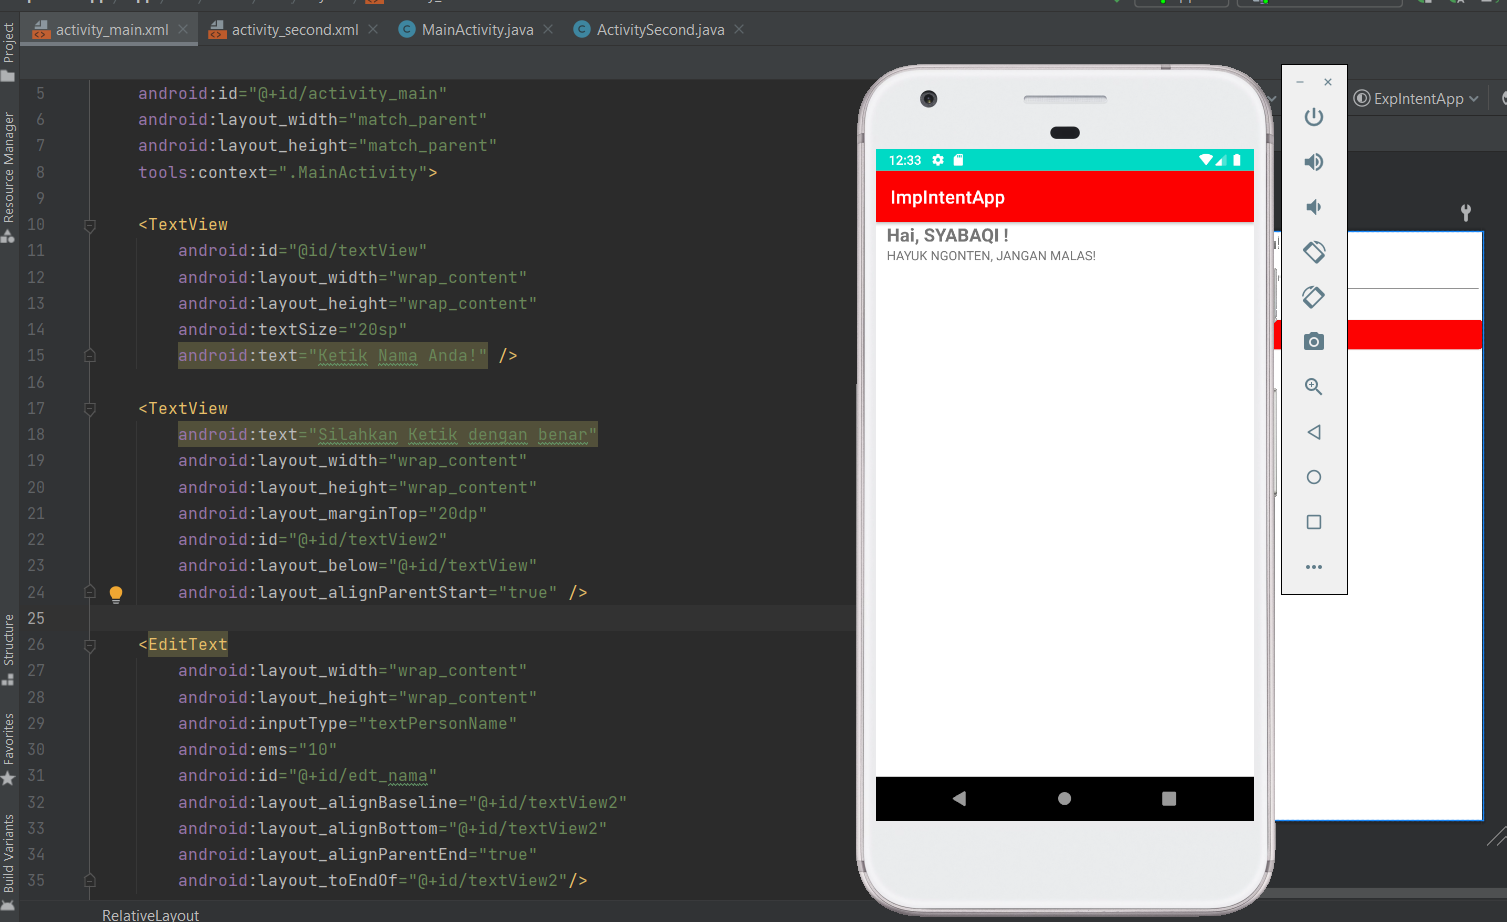 activity_main.xml
activity_second.xml
MainActivity.java
ActivitySecond.java
Project
Resource Manager
Structure
Favorites
Build Variants
5 android:id="@+id/activity_main"
6 android:layout_width="match_parent"
7 android:layout_height="match_parent"
8 tools:context=".MainActivity">
9
10 <TextView
11 android:id="@id/textView"
12 android:layout_width="wrap_content"
13 android:layout_height="wrap_content"
14 android:textSize="20sp"
15 android:text="Ketik Nama Anda!" />
16
17 <TextView
18 android:text="Silahkan Ketik dengan benar"
19 android:layout_width="wrap_content"
20 android:layout_height="wrap_content"
21 android:layout_marginTop="20dp"
22 android:id="@+id/textView2"
23 android:layout_below="@+id/textView"
24 android:layout_alignParentStart="true" />
25
26 <EditText
27 android:layout_width="wrap_content"
28 android:layout_height="wrap_content"
29 android:inputType="textPersonName"
30 android:ems="10"
31 android:id="@+id/edt_nama"
32 android:layout_alignBaseline="@+id/textView2"
33 android:layout_alignBottom="@+id/textView2"
34 android:layout_alignParentEnd="true"
35 android:layout_toEndOf="@+id/textView2"/>
RelativeLayout
12:33
ImpIntentApp
Hai, SYABAQI !
HAYUK NGONTEN, JANGAN MALAS!
ExpIntentApp